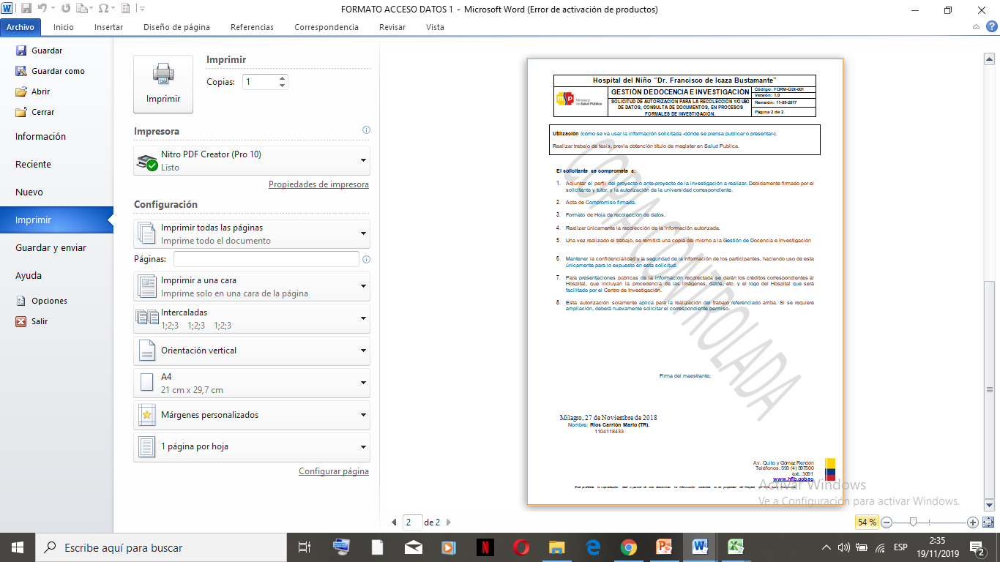 FORMATO ACCESO DATOS 1 - Microsoft Word (Error de activación de productos)
Archivo Inicio Insertar Diseño de página Referencias Correspondencia Revisar Vista
Guardar
Guardar como
Abrir
Cerrar
Información
Reciente
Nuevo
Imprimir
Guardar y enviar
Ayuda
Opciones
Salir
Imprimir
Imprimir
Copias: 1
Impresora
Nitro PDF Creator (Pro 10)
Listo
Propiedades de impresora
Configuración
Imprimir todas las páginas
Imprime todo el documento
Páginas:
Imprimir a una cara
Imprime solo en una cara de la página
Intercaladas
1;2;3 1;2;3 1;2;3
Orientación vertical
A4
21 cm x 29,7 cm
Márgenes personalizados
1 página por hoja
Configurar página
Hospital del Niño “Dr. Francisco de Icaza Bustamante”
Ministerio
de Salud Pública
GESTIÓN DE DOCENCIA E INVESTIGACIÓN
SOLICITUD DE AUTORIZACIÓN PARA LA RECOLECCIÓN Y/O USO
DE DATOS, CONSULTA DE DOCUMENTOS, EN PROCESOS
FORMALES DE INVESTIGACIÓN.
Código: FORM-GDI-001
Versión: 1.0
Revisión: 11-05-2017
Página 2 de 2
Utilización (cómo se va usar la información solicitada -dónde se piensa publicar o presentar-):
Realizar trabajo de tesis, previa obtención título de magister en Salud Publica.
El solicitante se compromete a:
1. Adjuntar el perfil del proyecto o ante-proyecto de la investigación a realizar. Debidamente firmado por el
solicitante y tutor, y la autorización de la universidad correspondiente.
2. Acta de Compromiso firmada.
3. Formato de Hoja de recolección de datos.
4. Realizar únicamente la recolección de la información autorizada.
5. Una vez realizado el trabajo, se remitirá una copia del mismo a la Gestión de Docencia e Investigación
6. Mantener la confidencialidad y la seguridad de la información de los participantes, haciendo uso de esta
únicamente para lo expuesto en esta solicitud.
7. Para presentaciones públicas de la información recolectada se darán los créditos correspondientes al
Hospital, que incluyan la procedencia de las imágenes, datos, etc. y el logo del Hospital que será
facilitado por el Centro de Investigación.
8. Esta autorización solamente aplica para la realización del trabajo referenciado arriba. Si se requiere
ampliación, deberá nuevamente solicitar el correspondiente permiso.
COPIA CONTROLADA
Firma del maestrante.
Milagro, 27 de Noviembre de 2018
Nombre. Rios Carrión Mario (TR).
1104118433
Av. Quito y Gómez Rendón
Teléfonos: 593 (4) 597500
ext.: 3091
www.hfib.gob.ec
Está prohibida la reproducción total o parcial de este documento. La información contenida es de propiedad del Hospital
Activar Windows
Ve a Configuración para activar Windows.
2 de 2
54 %
Escribe aquí para buscar
ESP
2:35
19/11/2019
2